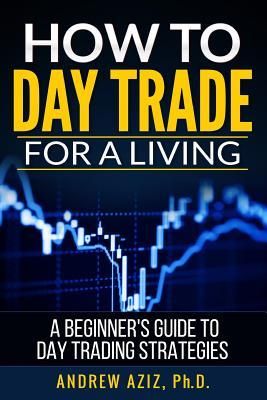 HOW TO
DAY TRADE
FOR A LIVING
A BEGINNER'S GUIDE TO
DAY TRADING STRATEGIES
ANDREW AZIZ, Ph.D.